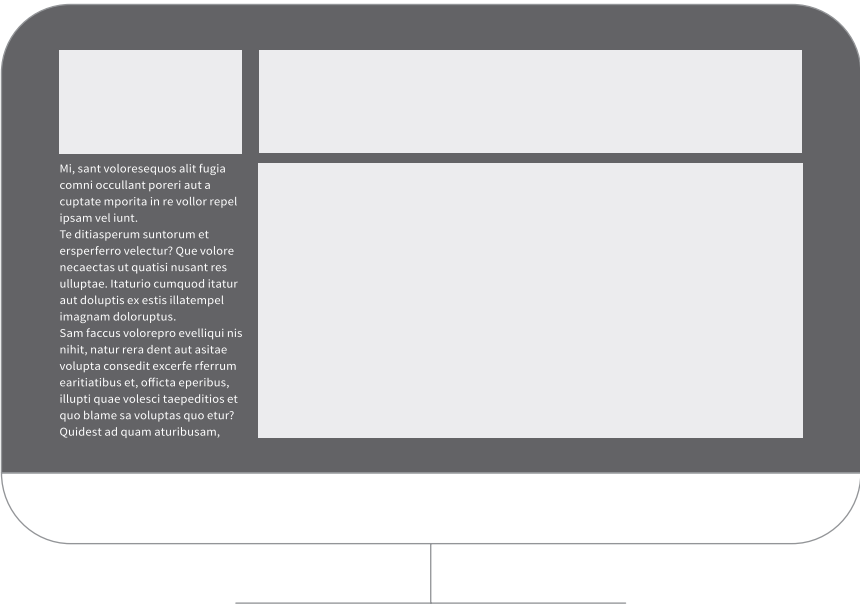 Mi, sant voloresequos alit fugia
comni occullant poreri aut a
cuptate mporita in re vollor repel
ipsam vel iunt.
Te ditiasperum suntorum et
ersperferro velectur? Que volore
necaectas ut quatisi nusant res
ulluptae. Itaturio cumquod itatur
aut doluptis ex estis illatempel
imagnam doloruptus.
Sam faccus volorepro evelliqui nis
nihit, natur rera dent aut asitae
volupta consedit excerfe rferrum
earitiatibus et, officta eperibus,
illupti quae volesci taepeditios et
quo blame sa voluptas quo etur?
Quidest ad quam aturibusam,